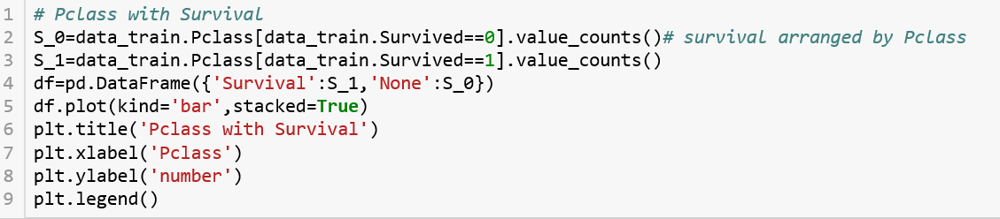 1 # Pclass with Survival
2 S_0=data_train.Pclass[data_train.Survived==0].value_counts()# survival arranged by Pclass
3 S_1=data_train.Pclass[data_train.Survived==1].value_counts()
4 df=pd.DataFrame({'Survival':S_1,'None':S_0})
5 df.plot(kind='bar',stacked=True)
6 plt.title('Pclass with Survival')
7 plt.xlabel('Pclass')
8 plt.ylabel('number')
9 plt.legend()